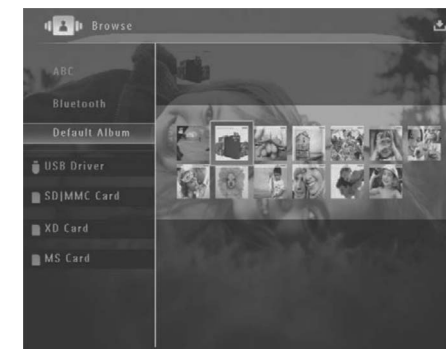 Browse
ABC
Bluetooth
Default Album
USB Driver
SD|MMC Card
XD Card
MS Card